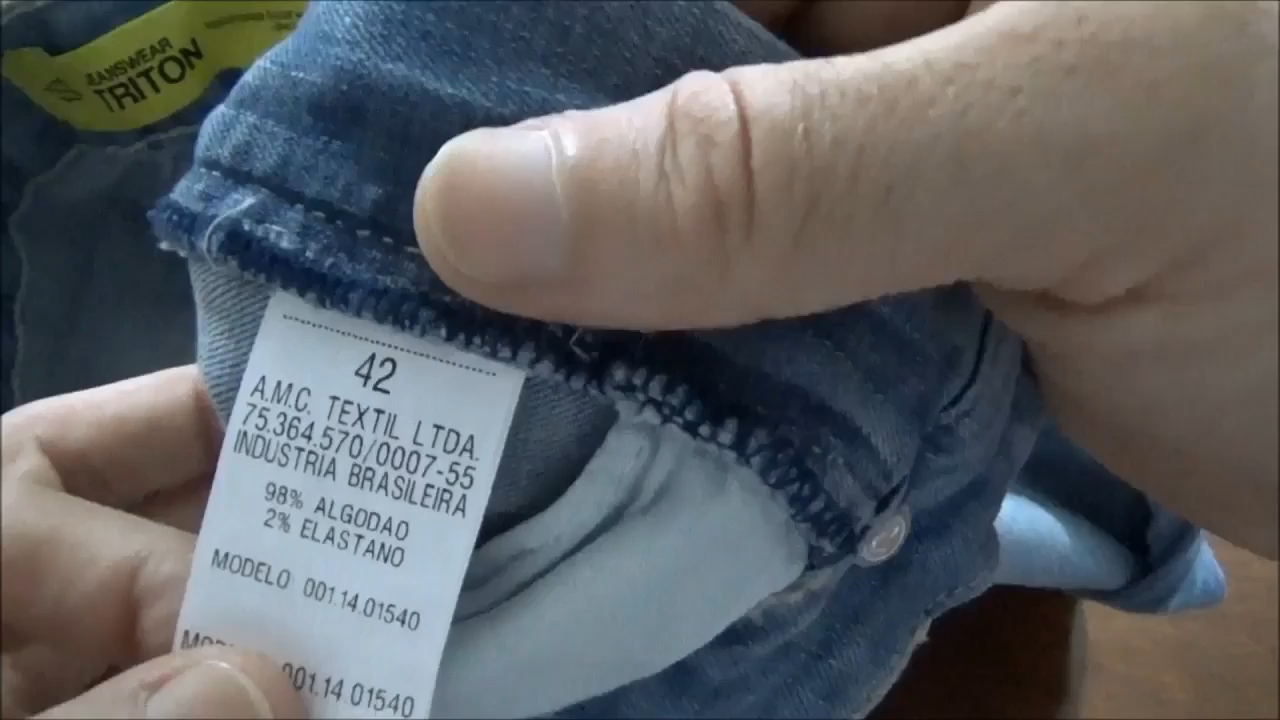 JEANSWEAR
TRITON
42
A.M.C. TEXTIL LTDA.
75.364.570/0007-55
INDUSTRIA BRASILEIRA
98% ALGODAO
2% ELASTANO
MODELO 001.14.01540
001.14.01540